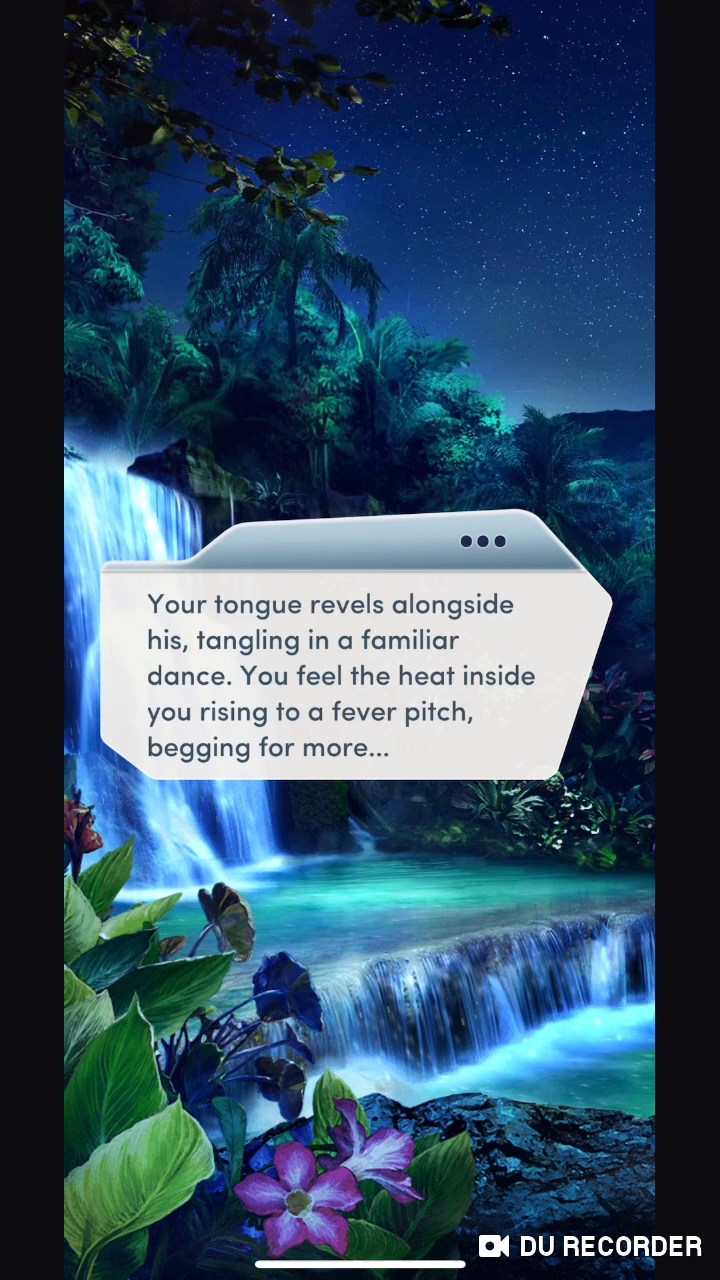 Your tongue revels alongside
his, tangling in a familiar
dance. You feel the heat inside
you rising to a fever pitch,
begging for more...
DU RECORDER